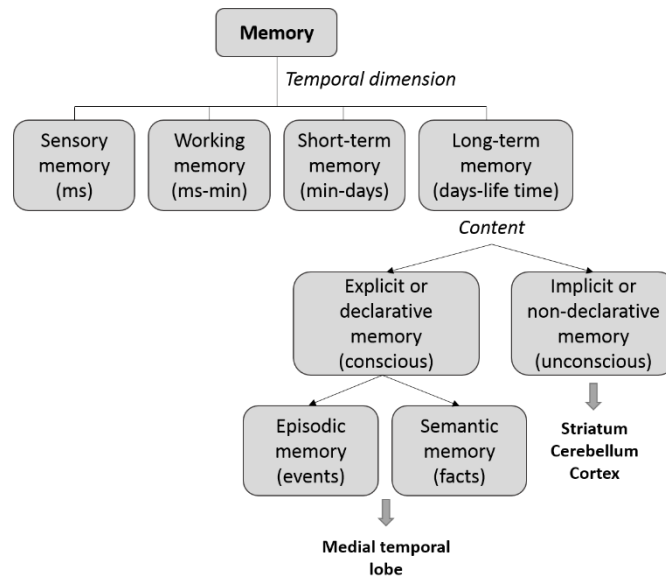 Memory
Temporal dimension
Sensory
memory
(ms)
Working
memory
(ms-min)
Short-term
memory
(min-days)
Long-term
memory
(days-life time)
Content
Explicit or
declarative
memory
(conscious)
Implicit or
non-declarative
memory
(unconscious)
Episodic
memory
(events)
Semantic
memory
(facts)
Striatum
Cerebellum
Cortex
Medial temporal
lobe